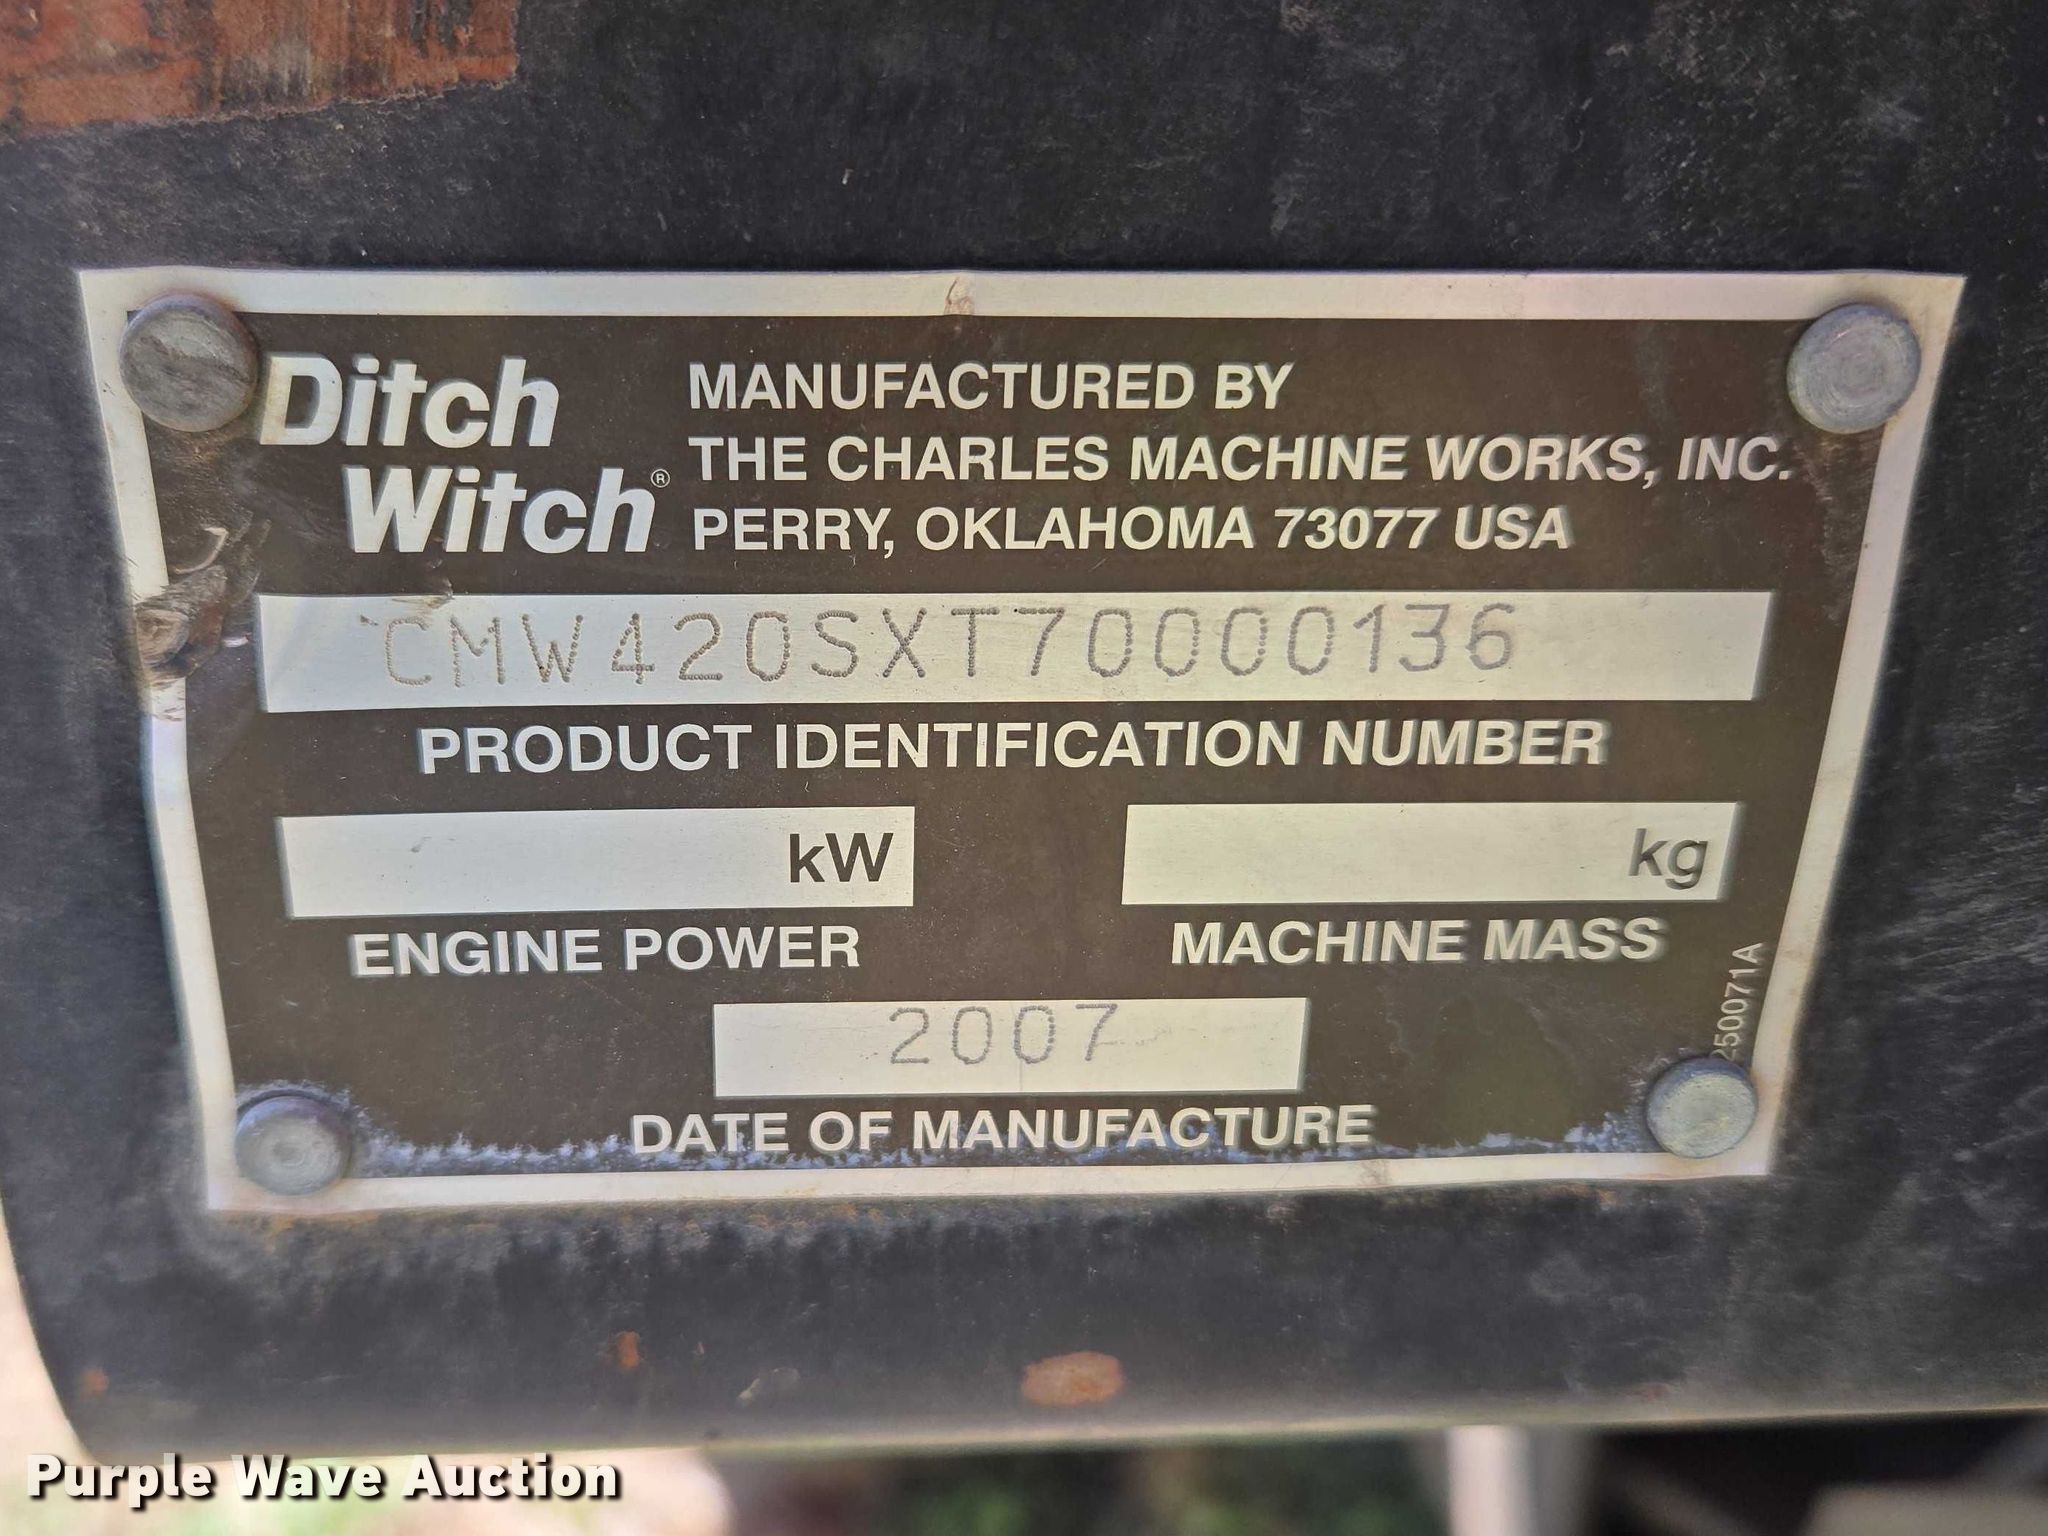 Ditch Witch®
MANUFACTURED BY
THE CHARLES MACHINE WORKS, INC.
PERRY, OKLAHOMA 73077 USA
CMW420SXT70000136
PRODUCT IDENTIFICATION NUMBER
kW
kg
ENGINE POWER
MACHINE MASS
250071A
2007
DATE OF MANUFACTURE
Purple Wave Auction